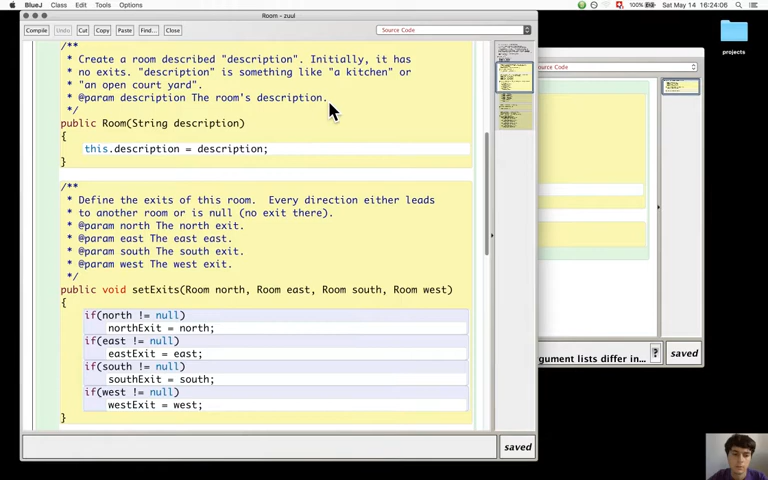 BlueJ Class Edit Tools Options
Sat May 14 16:24:06
Room - zuul
Compile Undo Cut Copy Paste Find... Close
Source Code
/**
* Create a room described "description". Initially, it has
* no exits. "description" is something like "a kitchen" or
* "an open court yard".
* @param description The room's description.
*/
public Room(String description)
{
this.description = description;
}
/**
* Define the exits of this room.  Every direction either leads
* to another room or is null (no exit there).
* @param north The north exit.
* @param east The east east.
* @param south The south exit.
* @param west The west exit.
*/
public void setExits(Room north, Room east, Room south, Room west)
{
if(north != null)
northExit = north;
if(east != null)
eastExit = east;
if(south != null)
southExit = south;
if(west != null)
westExit = west;
}
saved
ource Code
gument lists differ in...
?
saved
projects